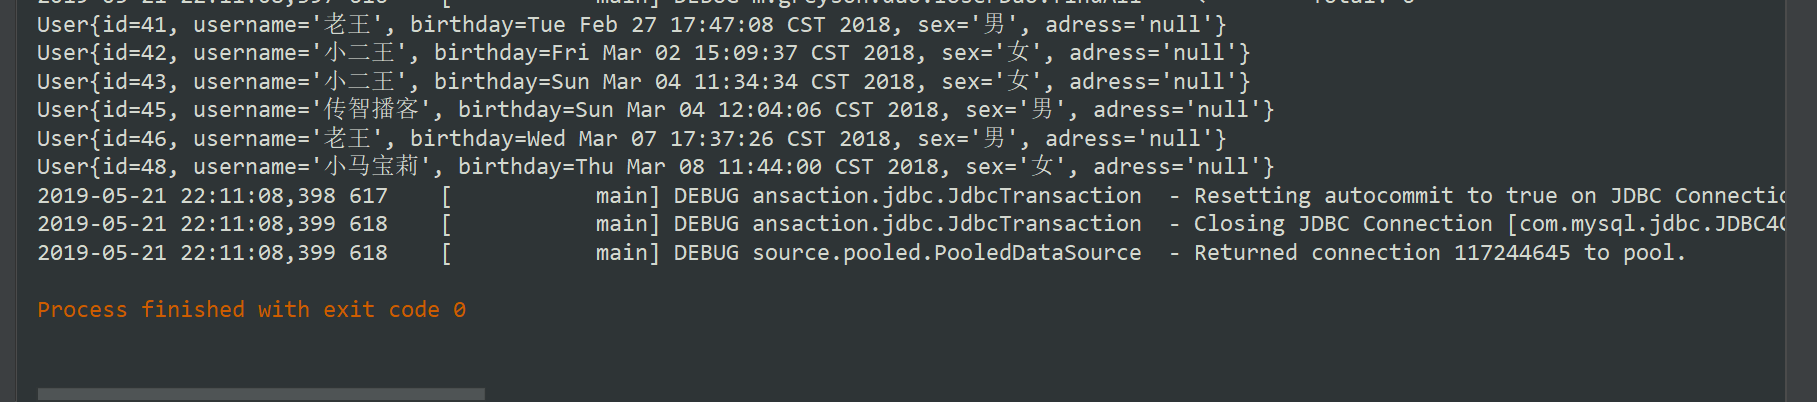 User{id=41, username='老王', birthday=Tue Feb 27 17:47:08 CST 2018, sex='男', adress='null'}
User{id=42, username='小二王', birthday=Fri Mar 02 15:09:37 CST 2018, sex='女', adress='null'}
User{id=43, username='小二王', birthday=Sun Mar 04 11:34:34 CST 2018, sex='女', adress='null'}
User{id=45, username='传智播客', birthday=Sun Mar 04 12:04:06 CST 2018, sex='男', adress='null'}
User{id=46, username='老王', birthday=Wed Mar 07 17:37:26 CST 2018, sex='男', adress='null'}
User{id=48, username='小马宝莉', birthday=Thu Mar 08 11:44:00 CST 2018, sex='女', adress='null'}
2019-05-21 22:11:08,398 617    [           main] DEBUG ansaction.jdbc.JdbcTransaction  - Resetting autocommit to true on JDBC Connectio
2019-05-21 22:11:08,399 618    [           main] DEBUG ansaction.jdbc.JdbcTransaction  - Closing JDBC Connection [com.mysql.jdbc.JDBC4C
2019-05-21 22:11:08,399 618    [           main] DEBUG source.pooled.PooledDataSource  - Returned connection 117244645 to pool.
Process finished with exit code 0